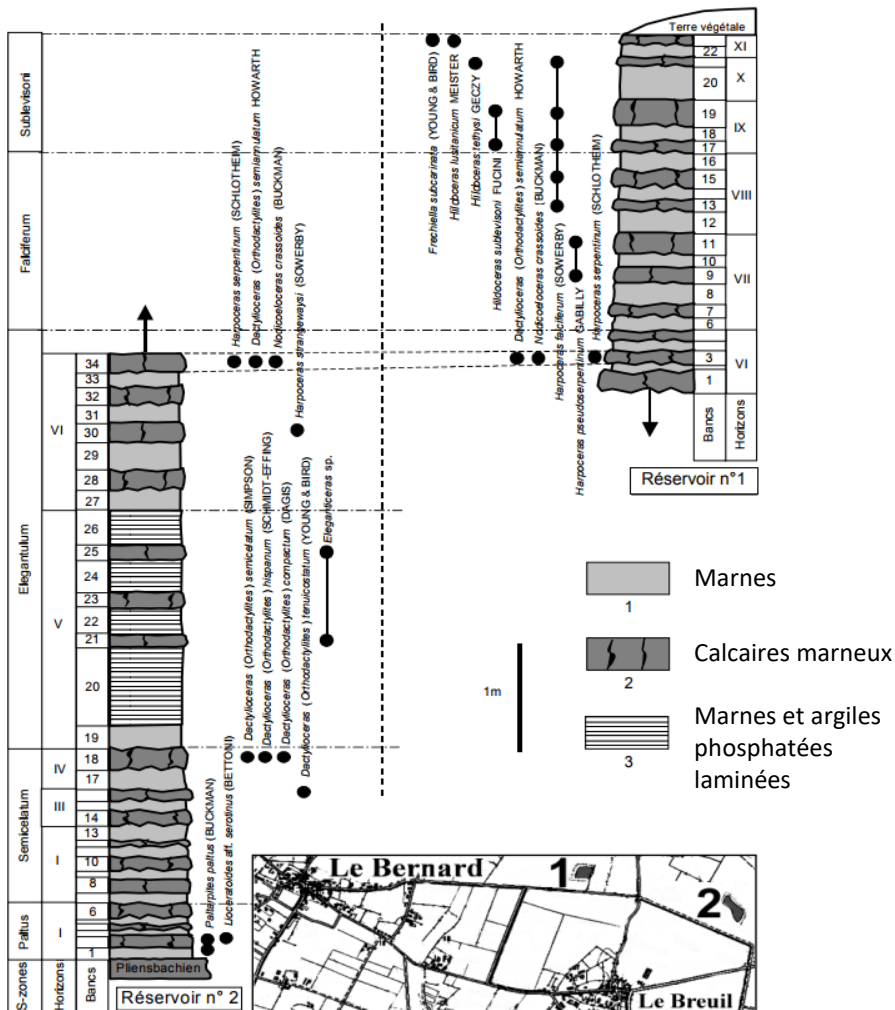 Terre végétale
Sublevisoni
Falciferum
Elegantulum
Semicelatum
Paltus
S-zones
VI
V
IV
III
I
I
Horizons
34
33
32
31
30
29
28
27
26
25
24
23
22
21
20
19
18
17
14
13
10
8
6
1
Bancs
Pliensbachien
Réservoir n° 2
Harpoceras serpentinum (SCHLOTHEIM)
Dactylioceras (Orthodactylites) semiannulatum HOWARTH
Nodicoeloceras crassoides (BUCKMAN)
Harpoceras strangewaysi (SOWERBY)
Dactylioceras (Orthodactylites) semicelatum (SIMPSON)
Dactylioceras (Orthodactylites) hispanum (SCHMIDT-EFFING)
Dactylioceras (Orthodactylites) compactum (DAGIS)
Dactylioceras (Orthodactylites) tenuicostatum (YOUNG & BIRD)
Eleganticeras sp.
Paltarpites paltus (BUCKMAN)
Lioceratoides aff. serotinus (BETTONI)
Frechiella subcarinata (YOUNG & BIRD)
Hildoceras lusitanicum MEISTER
Hildoceras tethysi GECZY
Hildoceras sublevisoni FUCINI
Dactylioceras (Orthodactylites) semiannulatum HOWARTH
Nodicoeloceras crassoides (BUCKMAN)
Harpoceras falciferum (SOWERBY)
Harpoceras pseudoserpentinum GABILLY
Harpoceras serpentinum (SCHLOTHEIM)
22
20
19
18
17
16
15
13
12
11
10
9
8
7
6
3
1
Bancs
XI
X
IX
VIII
VII
VI
Horizons
Réservoir n°1
1m
Marnes
1
Calcaires marneux
2
Marnes et argiles
phosphatées
laminées
3
Le Bernard
1
2
Le Breuil